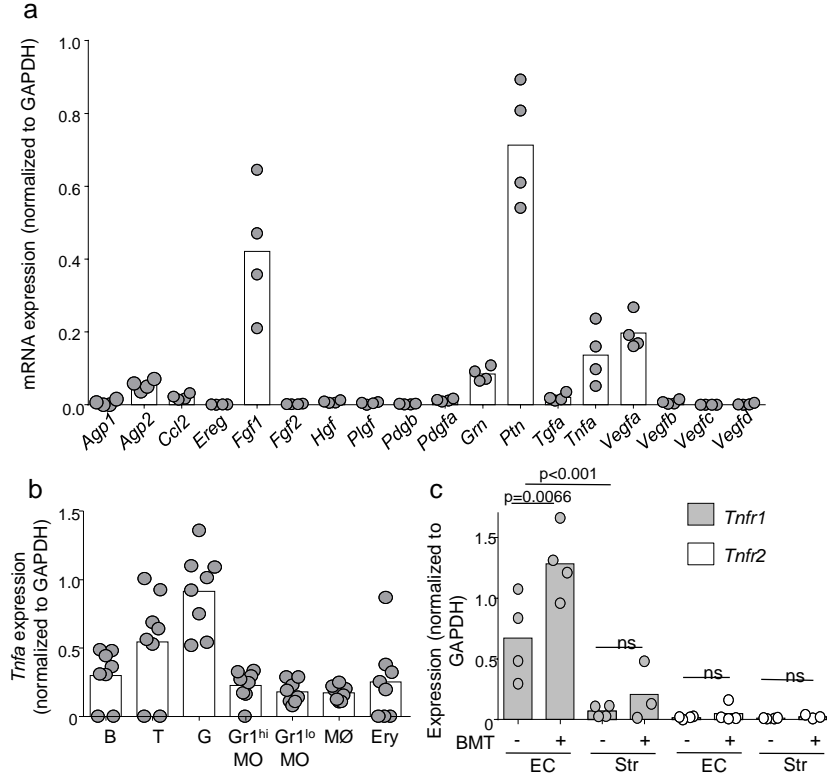 a
mRNA expression (normalized to GAPDH)
1.0
0.8
0.6
0.4
0.2
0.0
Agp1 Agp2 Ccl2 Ereg Fgf1 Fgf2 Hgf Plgf Pdgb Pdgfa Grn Ptn Tgfa Tnfa Vegfa Vegfb Vegfc Vegfd
b
Tnfa expression
(normalized to GAPDH)
1.5
1.0
0.5
0
B T G Gr1hi MO Gr1lo MO MØ Ery
c
p<0.001
p=0.0066
Tnfr1
Tnfr2
Expression (normalized to
GAPDH)
1.5
1.0
0.5
0
ns ns ns
BMT - + - + - + - +
EC Str EC Str